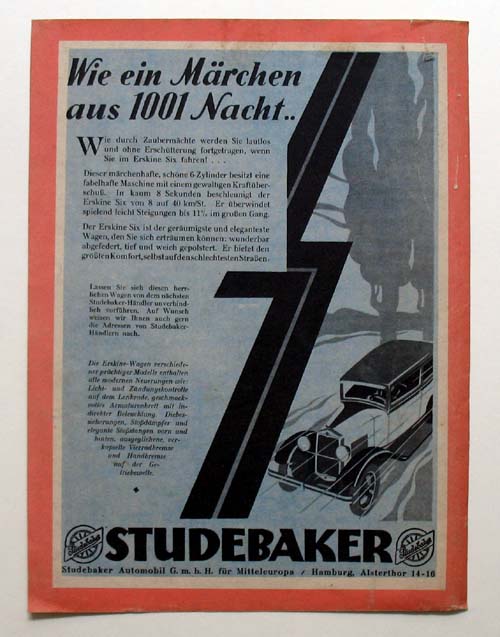 Wie ein Märchen
aus 1001 Nacht..
Wie durch Zaubermächte werden Sie lautlos
und ohne Erschütterung fortgetragen, wenn
Sie im Erskine Six fahren! . . .
Dieser märchenhafte, schöne 6-Zylinder besitzt eine
fabelhafte Maschine mit einem gewaltigen Kraftüber-
schuß. In kaum 8 Sekunden beschleunigt der
Erskine Six von 8 auf 40 km/St. Er überwindet
spielend leicht Steigungen bis 11% im großen Gang.
Der Erskine Six ist der geräumigste und eleganteste
Wagen, den Sie sich erträumen können: wunderbar
abgefedert, tief und weich gepolstert. Er bietet den
größten Komfort, selbst auf den schlechtesten Straßen.
Lassen Sie sich diesen herr-
lichen Wagen von dem nächsten
Studebaker-Händler unverbind-
lich vorführen. Auf Wunsch
weisen wir Ihnen auch gern
die Adressen von Studebaker-
Händlern nach.
Die Erskine-Wagen verschiede-
ner prächtiger Modelle enthalten
alle modernen Neuerungen wie:
Licht- und Zündungskontrolle
auf dem Lenkrade, geschmack-
volles Armaturenbrett mit in-
direkter Beleuchtung. Diebes-
sicherungen, Stoßdämpfer und
elegante Stoßstangen vorn und
hinten, ausgeglichene, ver-
kapselte Vierradbremse
und Handbremse
auf der Ge-
triebewelle.
Studebaker
STUDEBAKER
Studebaker
Studebaker Automobil G. m. b. H. für Mitteleuropa / Hamburg, Alsterthor 14-16